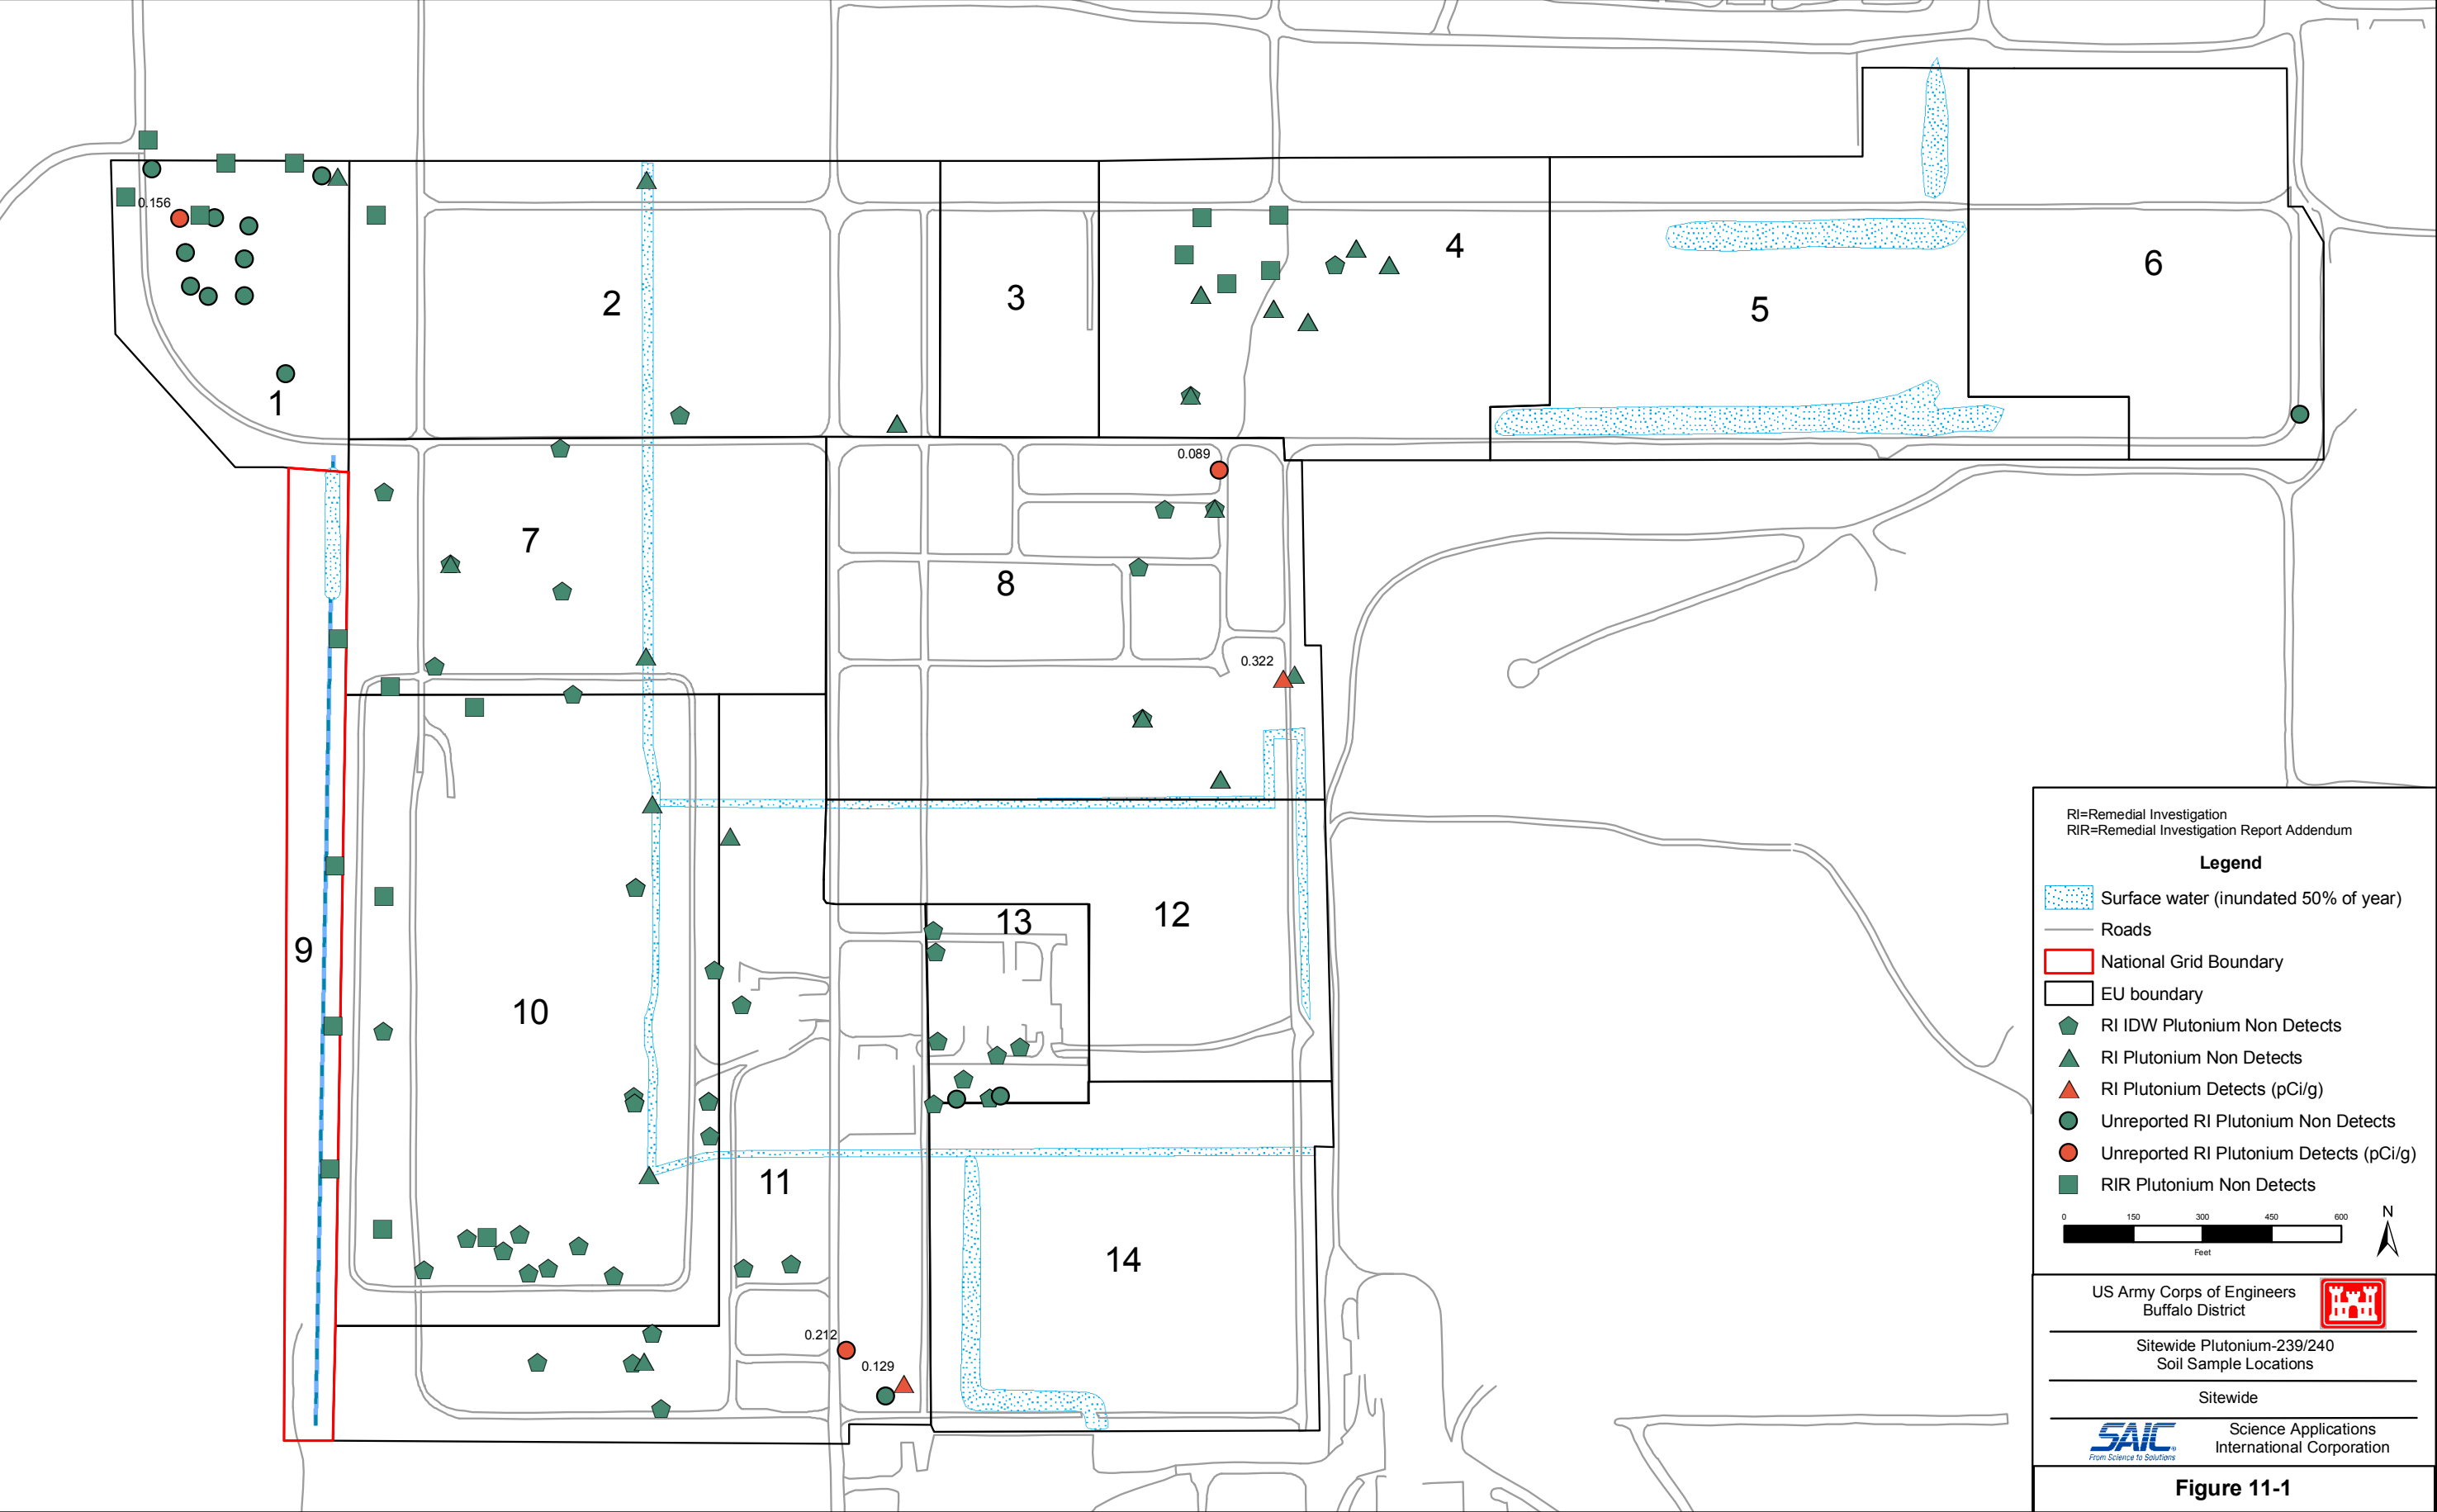 0.156
1
2
3
4
5
6
0.089
7
8
0.322
9
10
13
12
11
14
0.212
0.129
RI=Remedial Investigation
RIR=Remedial Investigation Report Addendum
Legend
Surface water (inundated 50% of year)
Roads
National Grid Boundary
EU boundary
RI IDW Plutonium Non Detects
RI Plutonium Non Detects
RI Plutonium Detects (pCi/g)
Unreported RI Plutonium Non Detects
Unreported RI Plutonium Detects (pCi/g)
RIR Plutonium Non Detects
0 150 300 450 600
Feet
N
US Army Corps of Engineers
Buffalo District
Sitewide Plutonium-239/240
Soil Sample Locations
Sitewide
SAIC
From Science to Solutions
Science Applications
International Corporation
Figure 11-1